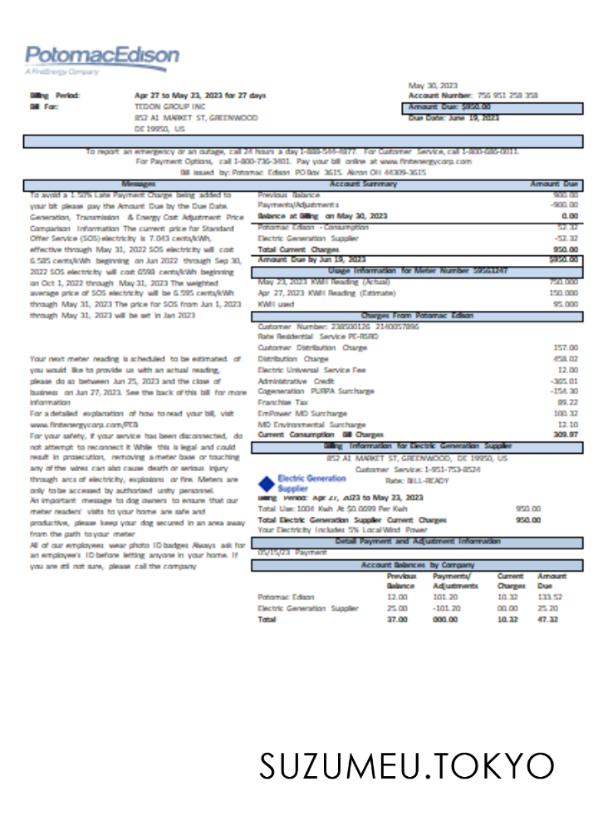 PotomacEdison
A FirstEnergy Company
May 30, 2023
Billing Period: Apr 27 to May 23, 2023 for 27 days
Account Number: 756 951 258 358
Bill For: TEDON GROUP INC
Amount Due: $950.00
852 A1 MARKET ST, GREENWOOD
Due Date: June 19, 2023
DE 19950, US
To report an emergency or an outage, call 24 hours a day 1-888-544-4877. For Customer Service, call 1-800-686-0011.
For Payment Options, call 1-800-736-3401. Pay your bill online at www.fintenergycorp.com
Bill issued by: Potomac Edison PO Box 3615. Akron OH 44309-3615
Messages
To avoid a 1.50% Late Payment Charge being added to
your bit please pay the Amount Due by the Due Date.
Generation, Transmission & Energy Cost Adjustment Price
Comparison Information The current price for Standard
Offer Service (SOS) electricity is 7.043 cents/kWh,
effective through May 31, 2022 SOS electricity will cost
6.585 cents/kWh beginning on Jun 2022 through Sep 30,
2022 SOS electricity will cost 6598 cents/kWh beginning
on Oct 1, 2022 through May 31, 2023 The weighted
average price of SOS electricity will be 6.595 cents/kWh
through May 31, 2023 The price for SOS from Jun 1, 2023
through May 31, 2023 will be set in Jan 2023
Your next meter reading is scheduled to be estimated. of
you would like to provide us with an actual reading,
please do so between Jun 25, 2023 and the close of
business on Jun 27, 2023. See the back of this bill for more
information
For a detailed explanation of how to read your bill, visit
www.fintenergycorp.com/PEB
For your safety, if your service has been disconnected, do
not attempt to reconnect it While this is legal and could
result in prosecution, removing a meter base or touching
any of the wires can also cause death or serious injury
through arcs of electricity, explosions or fire. Meters are
only to be accessed by authorized unity personnel.
An important message to dog owners to ensure that our
meter readers' visits to your home are safe and
productive, please keep your dog secured in an area away
from the path to your meter
All of our employees wear photo ID badges Always ask for
an employee's ID before letting anyone in your home. If
you are still not sure, please call the company
Account Summary Amount Due
Previous Balance 900.00
Payments/Adjustments -900.00
Balance at Billing on May 30, 2023 0.00
Potomac Edison - Consumption 52.32
Electric Generation Supplier -52.32
Total Current Charges 950.00
Amount Due by Jun 19, 2023 $950.00
Usage Information for Meter Number 59563247
May 23, 2023 KWH Reading (Actual) 750.000
Apr 27, 2023 KWH Reading (Estimate) 150.000
KWH used 95.000
Charges From Potomac Edison
Customer Number: 238500126 2140057896
Rate Residential Service PE-RSRD
Customer Distribution Charge 157.00
Distribution Charge 458.02
Electric Universal Service Fee 12.00
Administrative Credit -365.01
Cogeneration PURPA Surcharge -154.30
Franchise Tax 89.22
EmPower MD Surcharge 100.32
MD Environmental Surcharge 12.10
Current Consumption Bill Charges 309.97
Billing Information for Electric Generation Supplier
852 A1 MARKET ST, GREENWOOD, DE 19950, US
Customer Service: 1-951-753-8524
Electric Generation
Supplier
Rate: BILL-READY
Billing Period: Apr 27, 2023 to May 23, 2023
Total Use: 1004 Kwh At $0.0699 Per Kwh 950.00
Total Electric Generation Supplier Current Charges 950.00
Your Electricity Includes 5% Local Wind Power
Detail Payment and Adjustment Information
05/15/23 Payment
Account Balances by Company
Previous Balance Payments/ Adjustments Current Charges Amount Due
Potomac Edison 12.00 101.20 10.32 133.52
Electric Generation Supplier 25.00 -101.20 00.00 25.20
Total 37.00 000.00 10.32 47.32
SUZUMEU.TOKYO